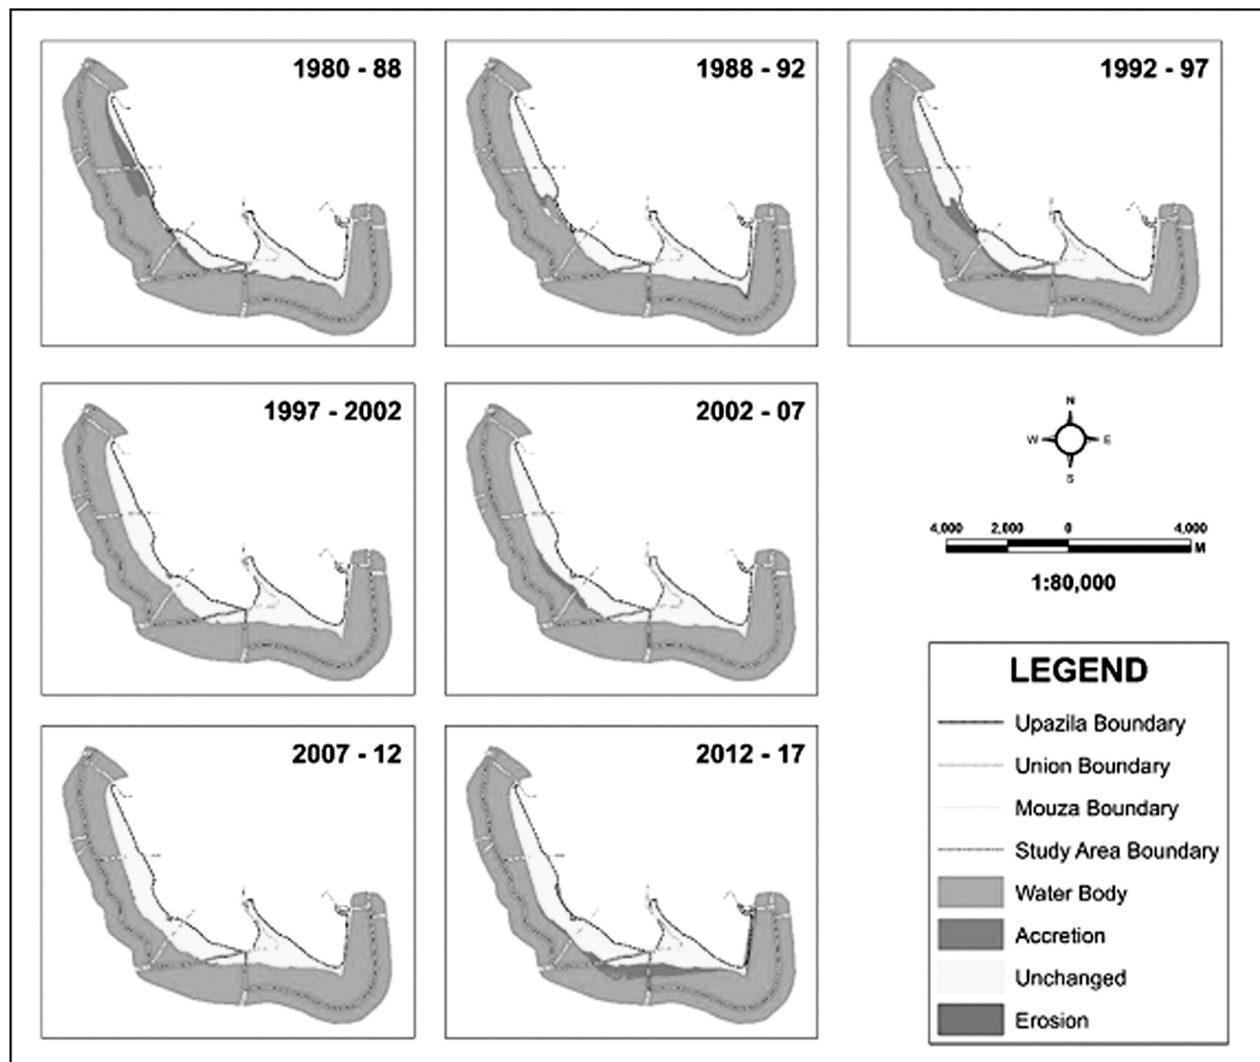 1980 - 88
1988 - 92
1992 - 97
1997 - 2002
2002 - 07
N
W E
S
4,000 2,000 0 4,000
M
1:80,000
LEGEND
Upazila Boundary
Union Boundary
Mouza Boundary
Study Area Boundary
Water Body
Accretion
Unchanged
Erosion
2007 - 12
2012 - 17